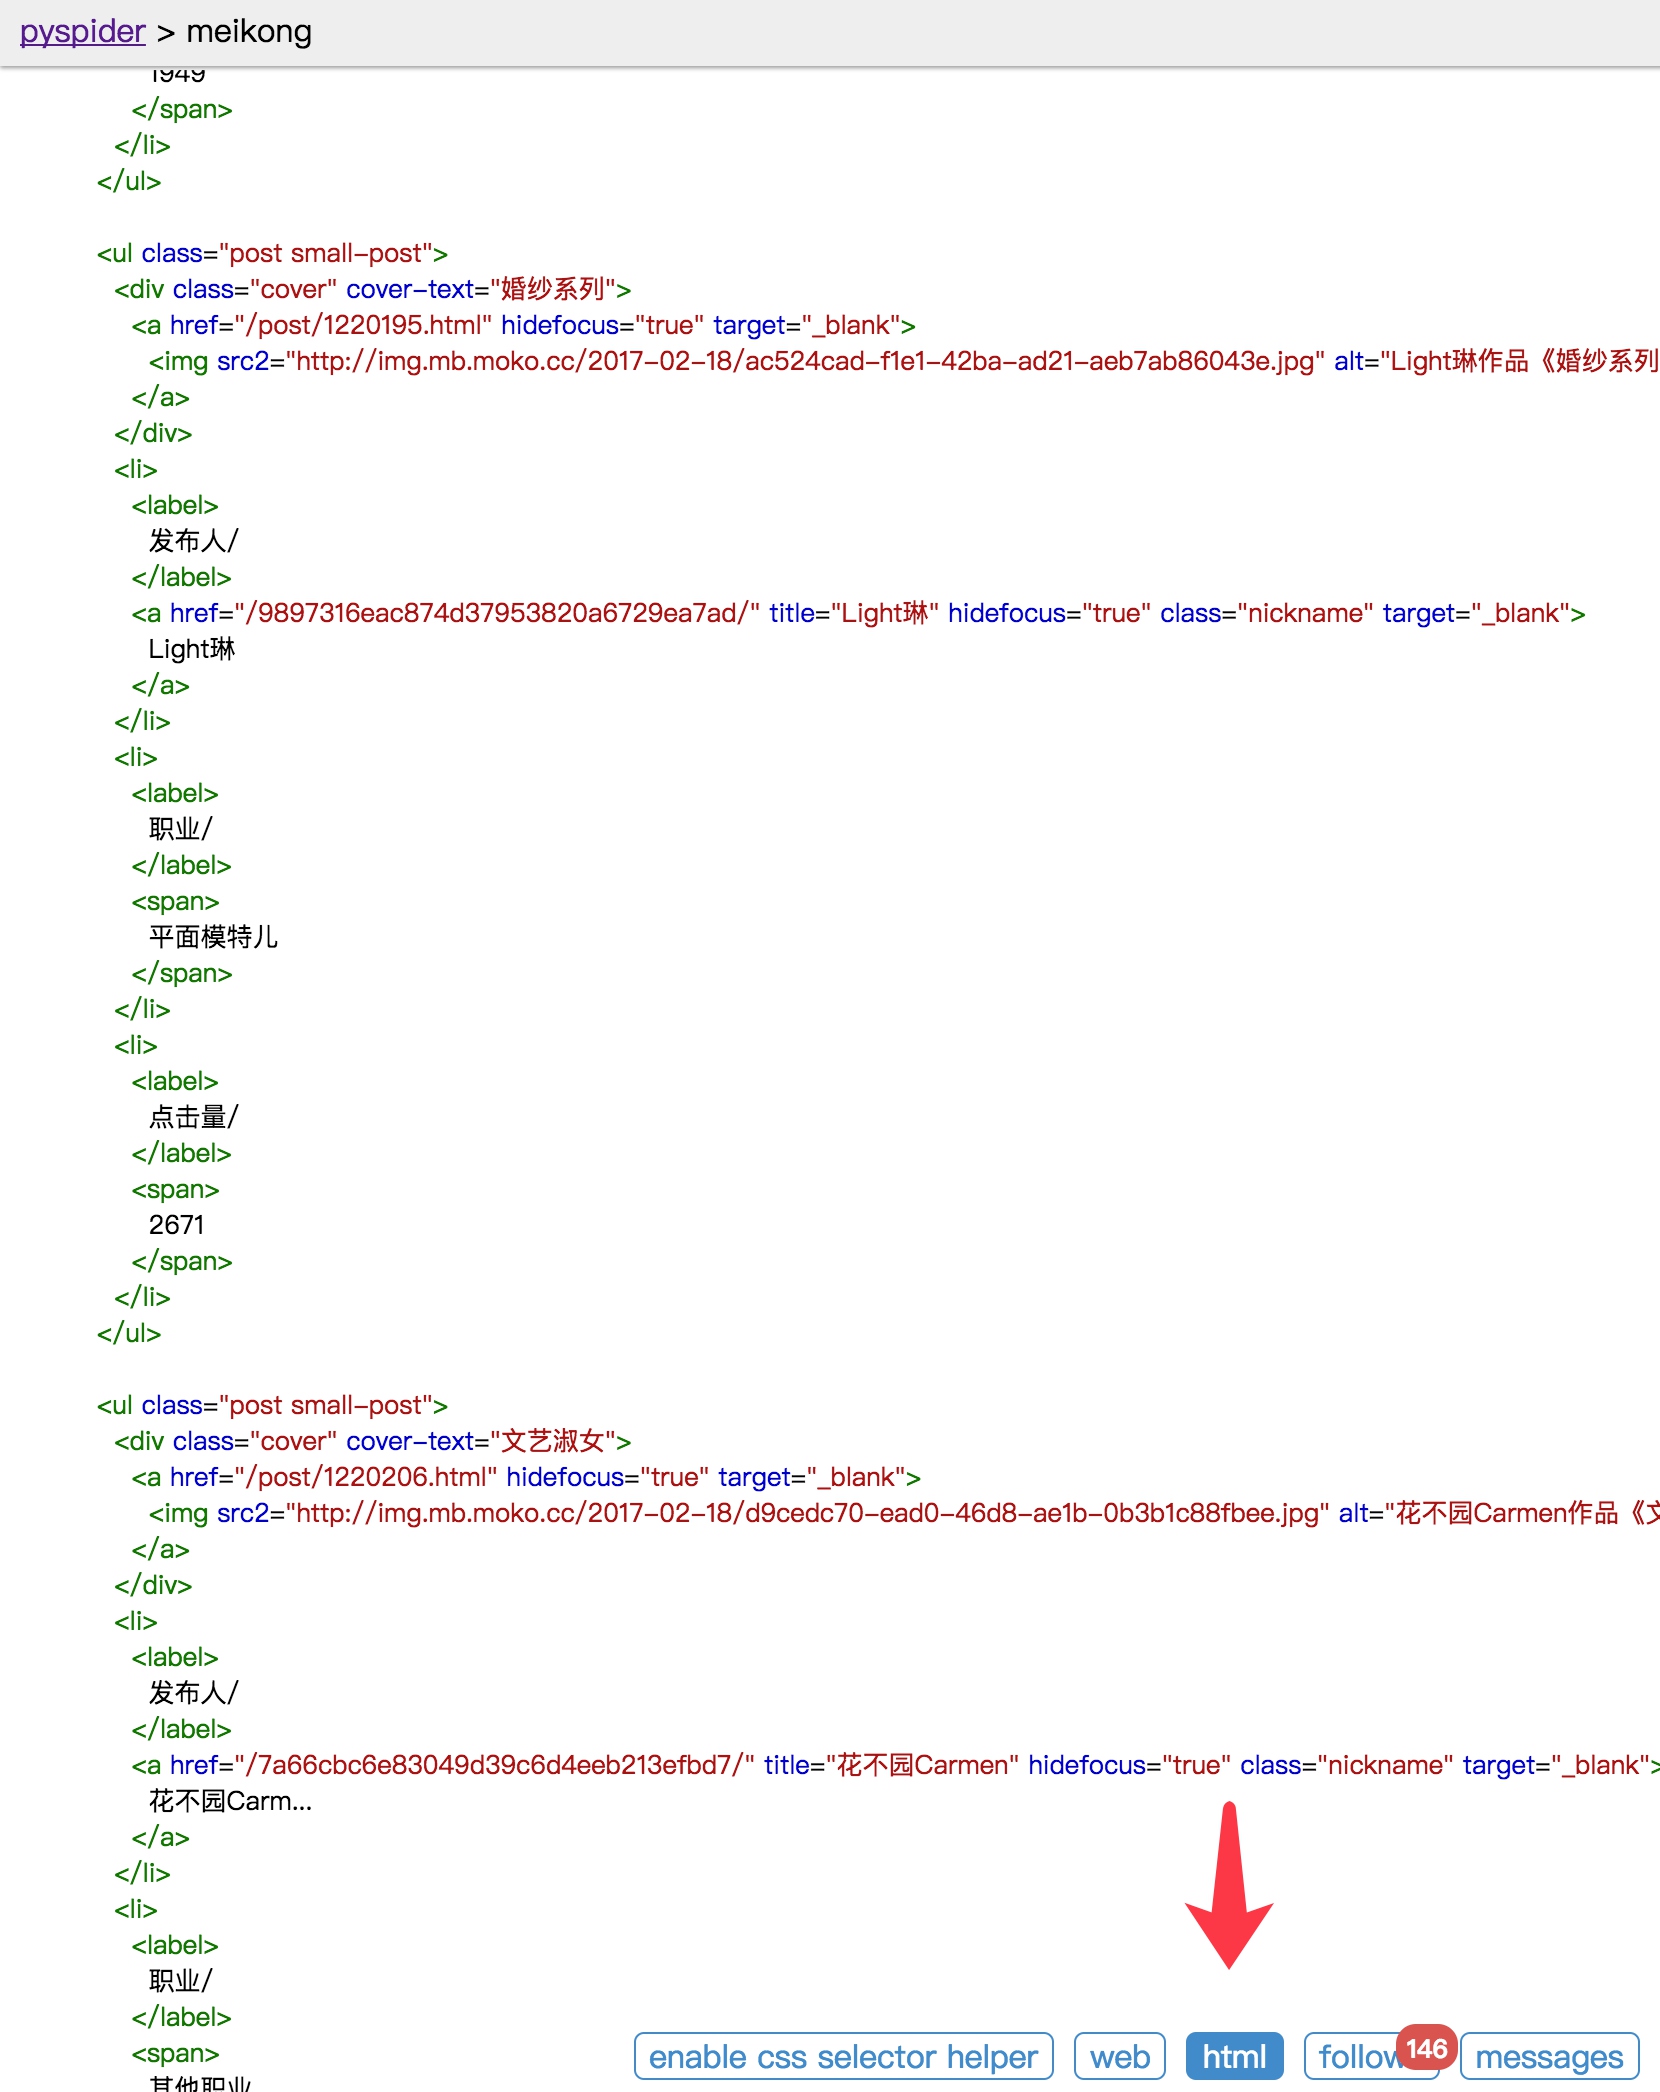 pyspider > meikong
1949
</span>
</li>
</ul>
<ul class="post small-post">
<div class="cover" cover-text="婚纱系列">
<a href="/post/1220195.html" hidefocus="true" target="_blank">
<img src2="http://img.mb.moko.cc/2017-02-18/ac524cad-f1e1-42ba-ad21-aeb7ab86043e.jpg" alt="Light琳作品《婚纱系列
</a>
</div>
<li>
<label>
发布人/
</label>
<a href="/9897316eac874d37953820a6729ea7ad/" title="Light琳" hidefocus="true" class="nickname" target="_blank">
Light琳
</a>
</li>
<li>
<label>
职业/
</label>
<span>
平面模特儿
</span>
</li>
<li>
<label>
点击量/
</label>
<span>
2671
</span>
</li>
</ul>
<ul class="post small-post">
<div class="cover" cover-text="文艺淑女">
<a href="/post/1220206.html" hidefocus="true" target="_blank">
<img src2="http://img.mb.moko.cc/2017-02-18/d9cedc70-ead0-46d8-ae1b-0b3b1c88fbee.jpg" alt="花不园Carmen作品《文
</a>
</div>
<li>
<label>
发布人/
</label>
<a href="/7a66cbc6e83049d39c6d4eeb213efbd7/" title="花不园Carmen" hidefocus="true" class="nickname" target="_blank">
花不园Carm...
</a>
</li>
<li>
<label>
职业/
</label>
<span>
其他职业
enable css selector helper web html follow 146 messages